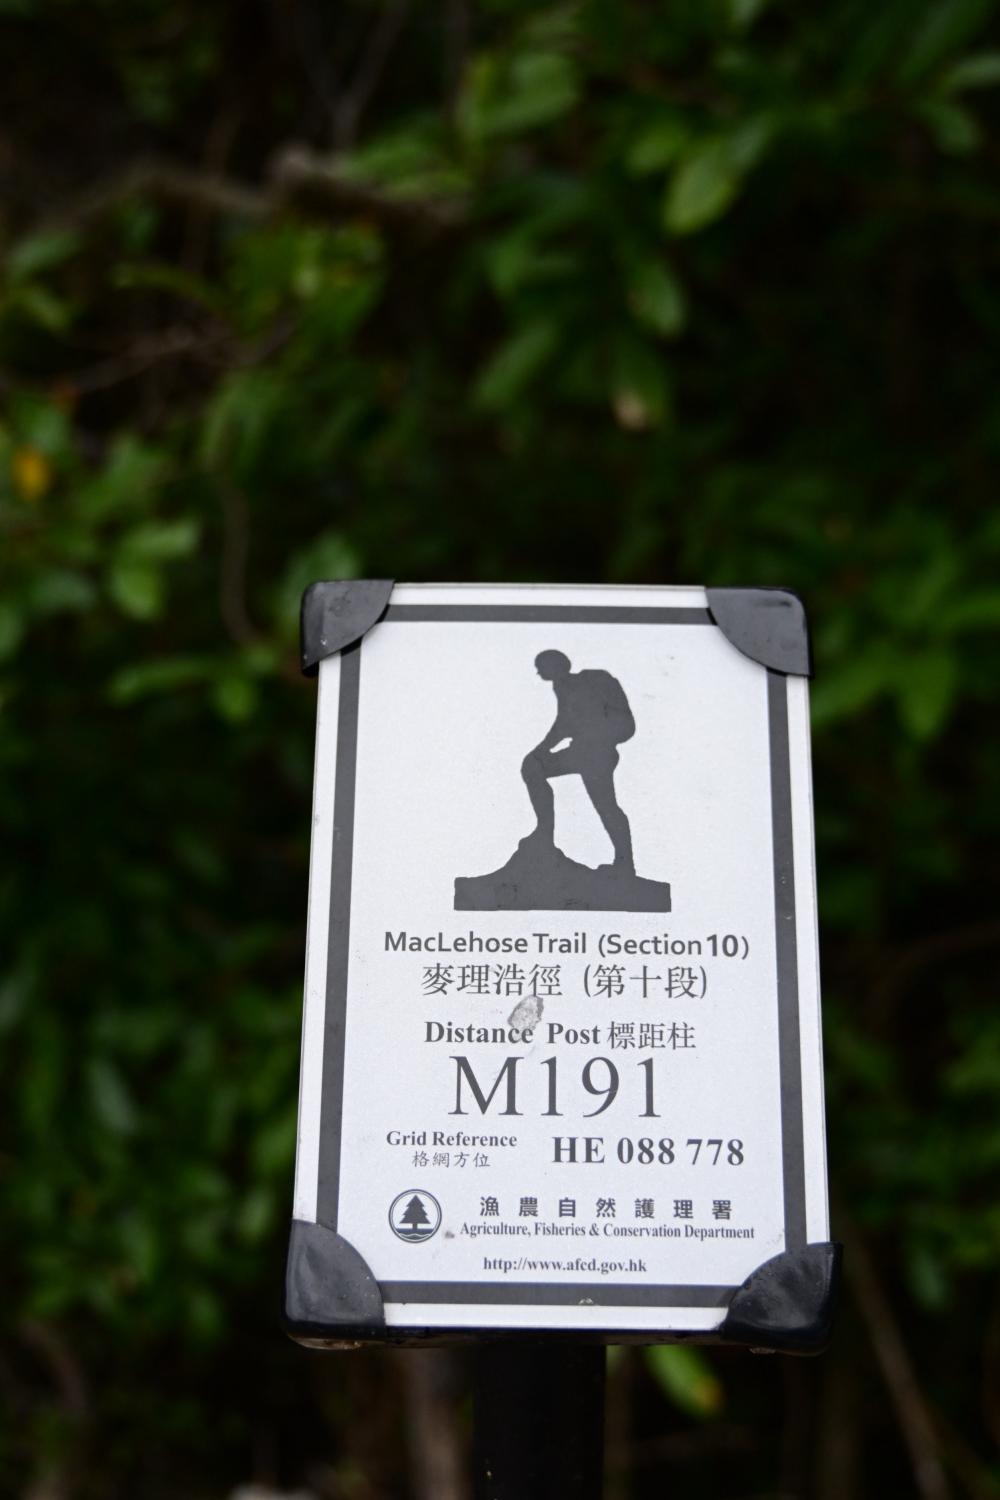 MacLehose Trail (Section 10)
麥理浩徑 (第十段)
Distance Post 標距柱
M191
Grid Reference HE 088 778
格網方位
漁農自然護理署
Agriculture, Fisheries & Conservation Department
http://www.afcd.gov.hk